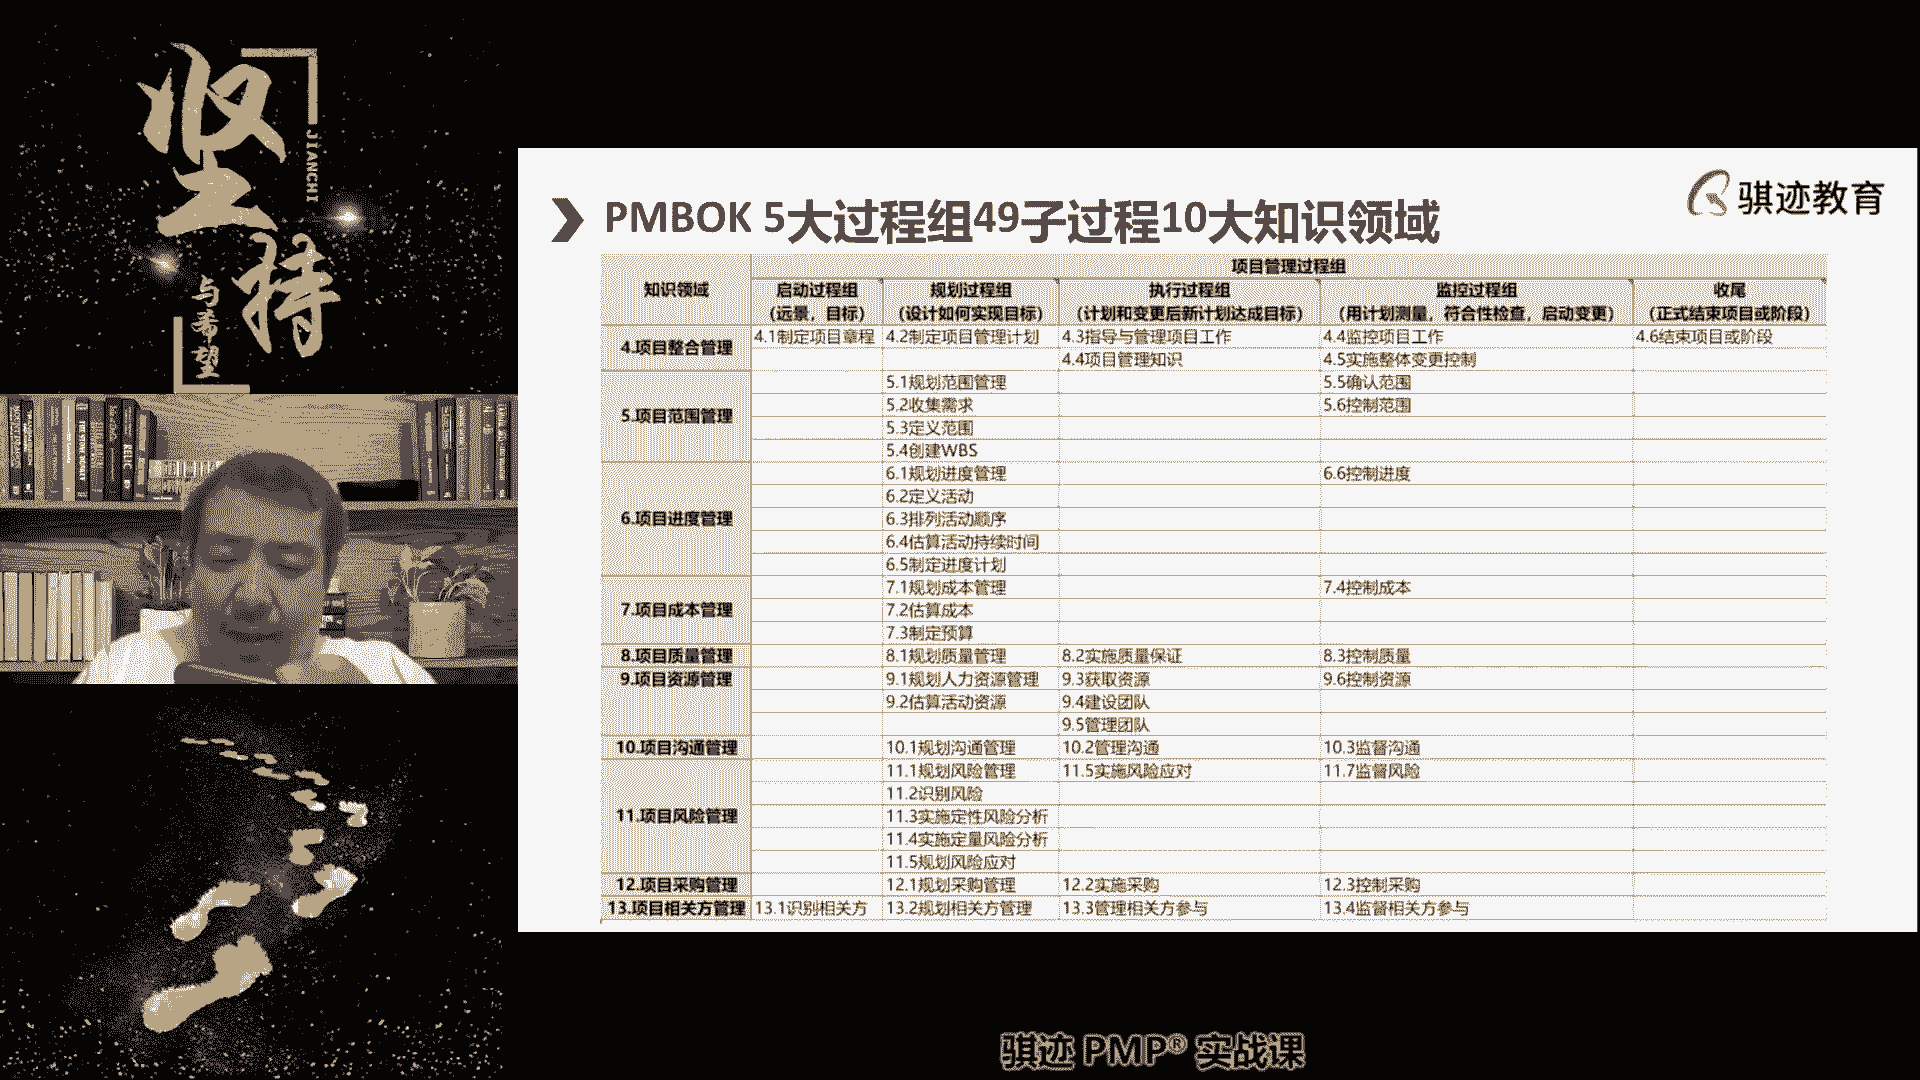 坚持
JIANCHI
与希望
骐迹教育
PMBOK 5大过程组49子过程10大知识领域
知识领域
项目管理过程组
启动过程组 规划过程组 执行过程组 监控过程组 收尾
（远景，目标） （设计如何实现目标） （计划和变更后新计划达成目标） （用计划测量，符合性检查，启动变更） （正式结束项目或阶段）
4.项目整合管理
4.1制定项目章程 4.2制定项目管理计划 4.3指导与管理项目工作 4.4监控项目工作 4.6结束项目或阶段
4.4项目管理知识 4.5实施整体变更控制
5.项目范围管理
5.1规划范围管理 5.5确认范围
5.2收集需求 5.6控制范围
5.3定义范围
5.4创建WBS
6.项目进度管理
6.1规划进度管理 6.6控制进度
6.2定义活动
6.3排列活动顺序
6.4估算活动持续时间
6.5制定进度计划
7.项目成本管理
7.1规划成本管理 7.4控制成本
7.2估算成本
7.3制定预算
8.项目质量管理 8.1规划质量管理 8.2实施质量保证 8.3控制质量
9.项目资源管理 9.1规划人力资源管理 9.3获取资源 9.6控制资源
9.2估算活动资源 9.4建设团队
9.5管理团队
10.项目沟通管理 10.1规划沟通管理 10.2管理沟通 10.3监督沟通
11.项目风险管理
11.1规划风险管理 11.5实施风险应对 11.7监督风险
11.2识别风险
11.3实施定性风险分析
11.4实施定量风险分析
11.5规划风险应对
12.项目采购管理 12.1规划采购管理 12.2实施采购 12.3控制采购
13.项目相关方管理 13.1识别相关方 13.2规划相关方管理 13.3管理相关方参与 13.4监督相关方参与
骐迹 PMP® 实战课